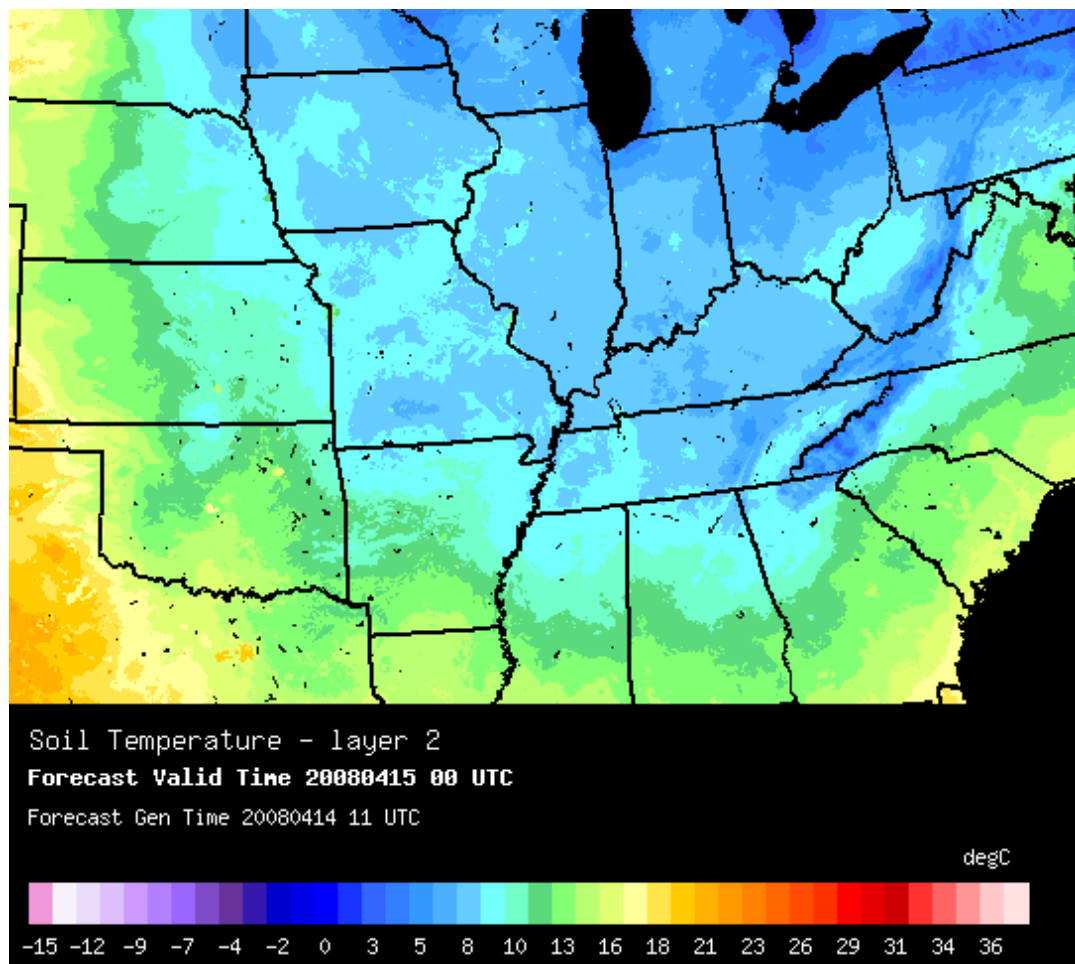 Soil Temperature - layer 2
Forecast Valid Time 20080415 00 UTC
Forecast Gen Time 20080414 11 UTC
degC
-15 -12 -9 -7 -4 -2 0 3 5 8 10 13 16 18 21 23 26 29 31 34 36